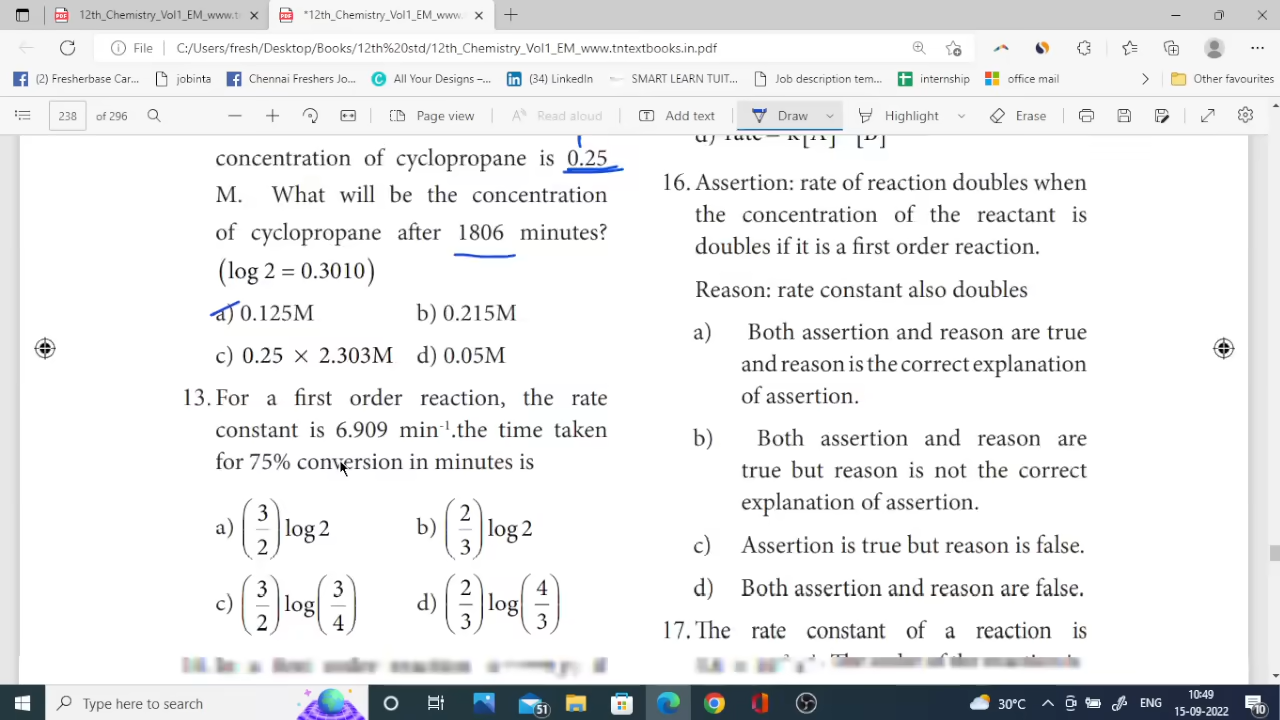 12th_Chemistry_Vol1_EM_www.t
*12th_Chemistry_Vol1_EM_www.
File
C:/Users/fresh/Desktop/Books/12th%20std/12th_Chemistry_Vol1_EM_www.tntextbooks.in.pdf
(2) Fresherbase Car...
jobinta
Chennai Freshers Jo...
All Your Designs –...
(34) LinkedIn
SMART LEARN TUIT...
Job description tem...
internship
office mail
Other favourites
238 of 296
Page view
Read aloud
Add text
Draw
Highlight
Erase
concentration of cyclopropane is 0.25
M. What will be the concentration
of cyclopropane after 1806 minutes?
(log 2 = 0.3010)
a) 0.125M b) 0.215M
c) 0.25 × 2.303M d) 0.05M
13. For a first order reaction, the rate
constant is 6.909 min⁻¹.the time taken
for 75% conversion in minutes is
a) (3/2) log 2 b) (2/3) log 2
c) (3/2) log (3/4) d) (2/3) log (4/3)
16. Assertion: rate of reaction doubles when
the concentration of the reactant is
doubles if it is a first order reaction.
Reason: rate constant also doubles
a) Both assertion and reason are true
and reason is the correct explanation
of assertion.
b) Both assertion and reason are
true but reason is not the correct
explanation of assertion.
c) Assertion is true but reason is false.
d) Both assertion and reason are false.
17. The rate constant of a reaction is
Type here to search
51
30°C
ENG
10:49
15-09-2022
10